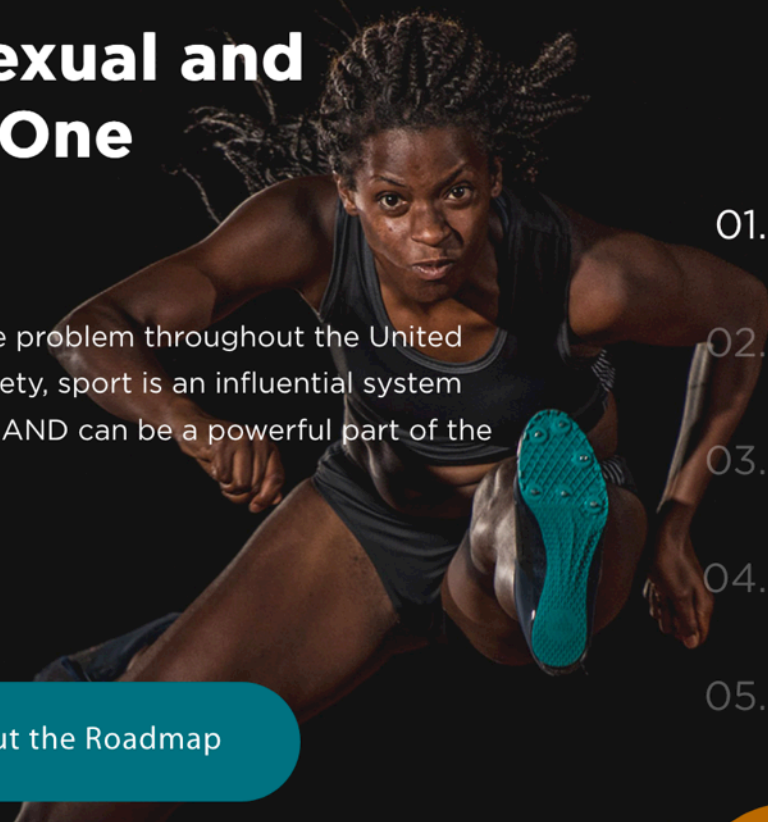 exual and
One
01.
e problem throughout the United
02.
ety, sport is an influential system
AND can be a powerful part of the
03.
04.
05.
ut the Roadmap